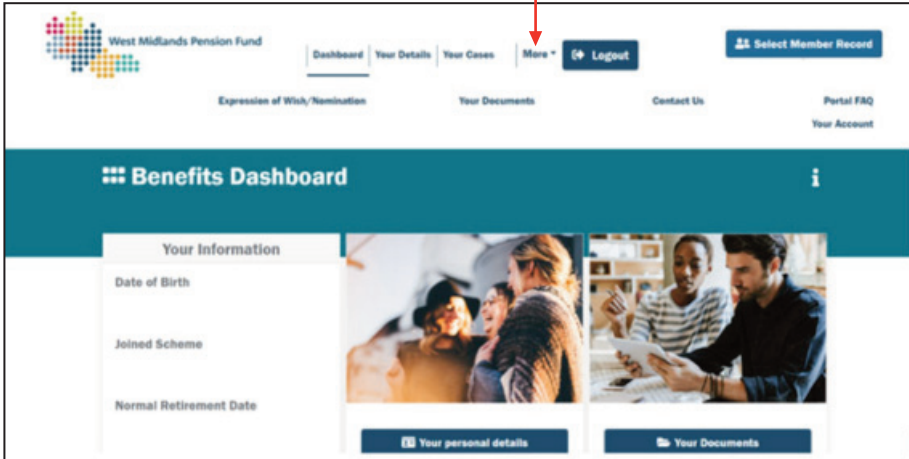 West Midlands Pension Fund
Dashboard Your Details Your Cases More Logout
Select Member Record
Expression of Wish/Nomination Your Documents Contact Us Portal FAQ
Your Account
Benefits Dashboard
i
Your Information
Date of Birth
Joined Scheme
Normal Retirement Date
Your personal details
Your Documents